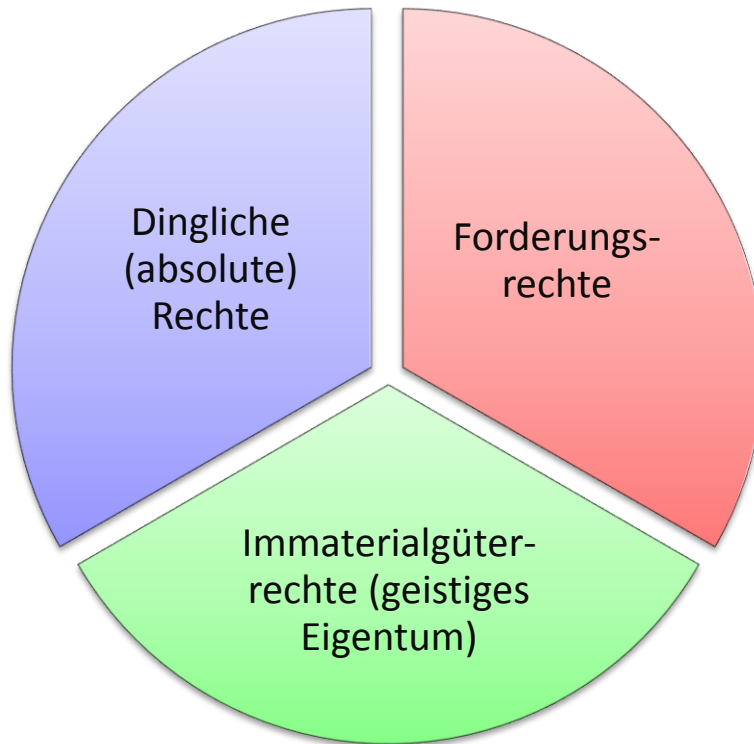 Dingliche
(absolute)
Rechte
Forderungs-
rechte
Immaterialgüter-
rechte (geistiges
Eigentum)